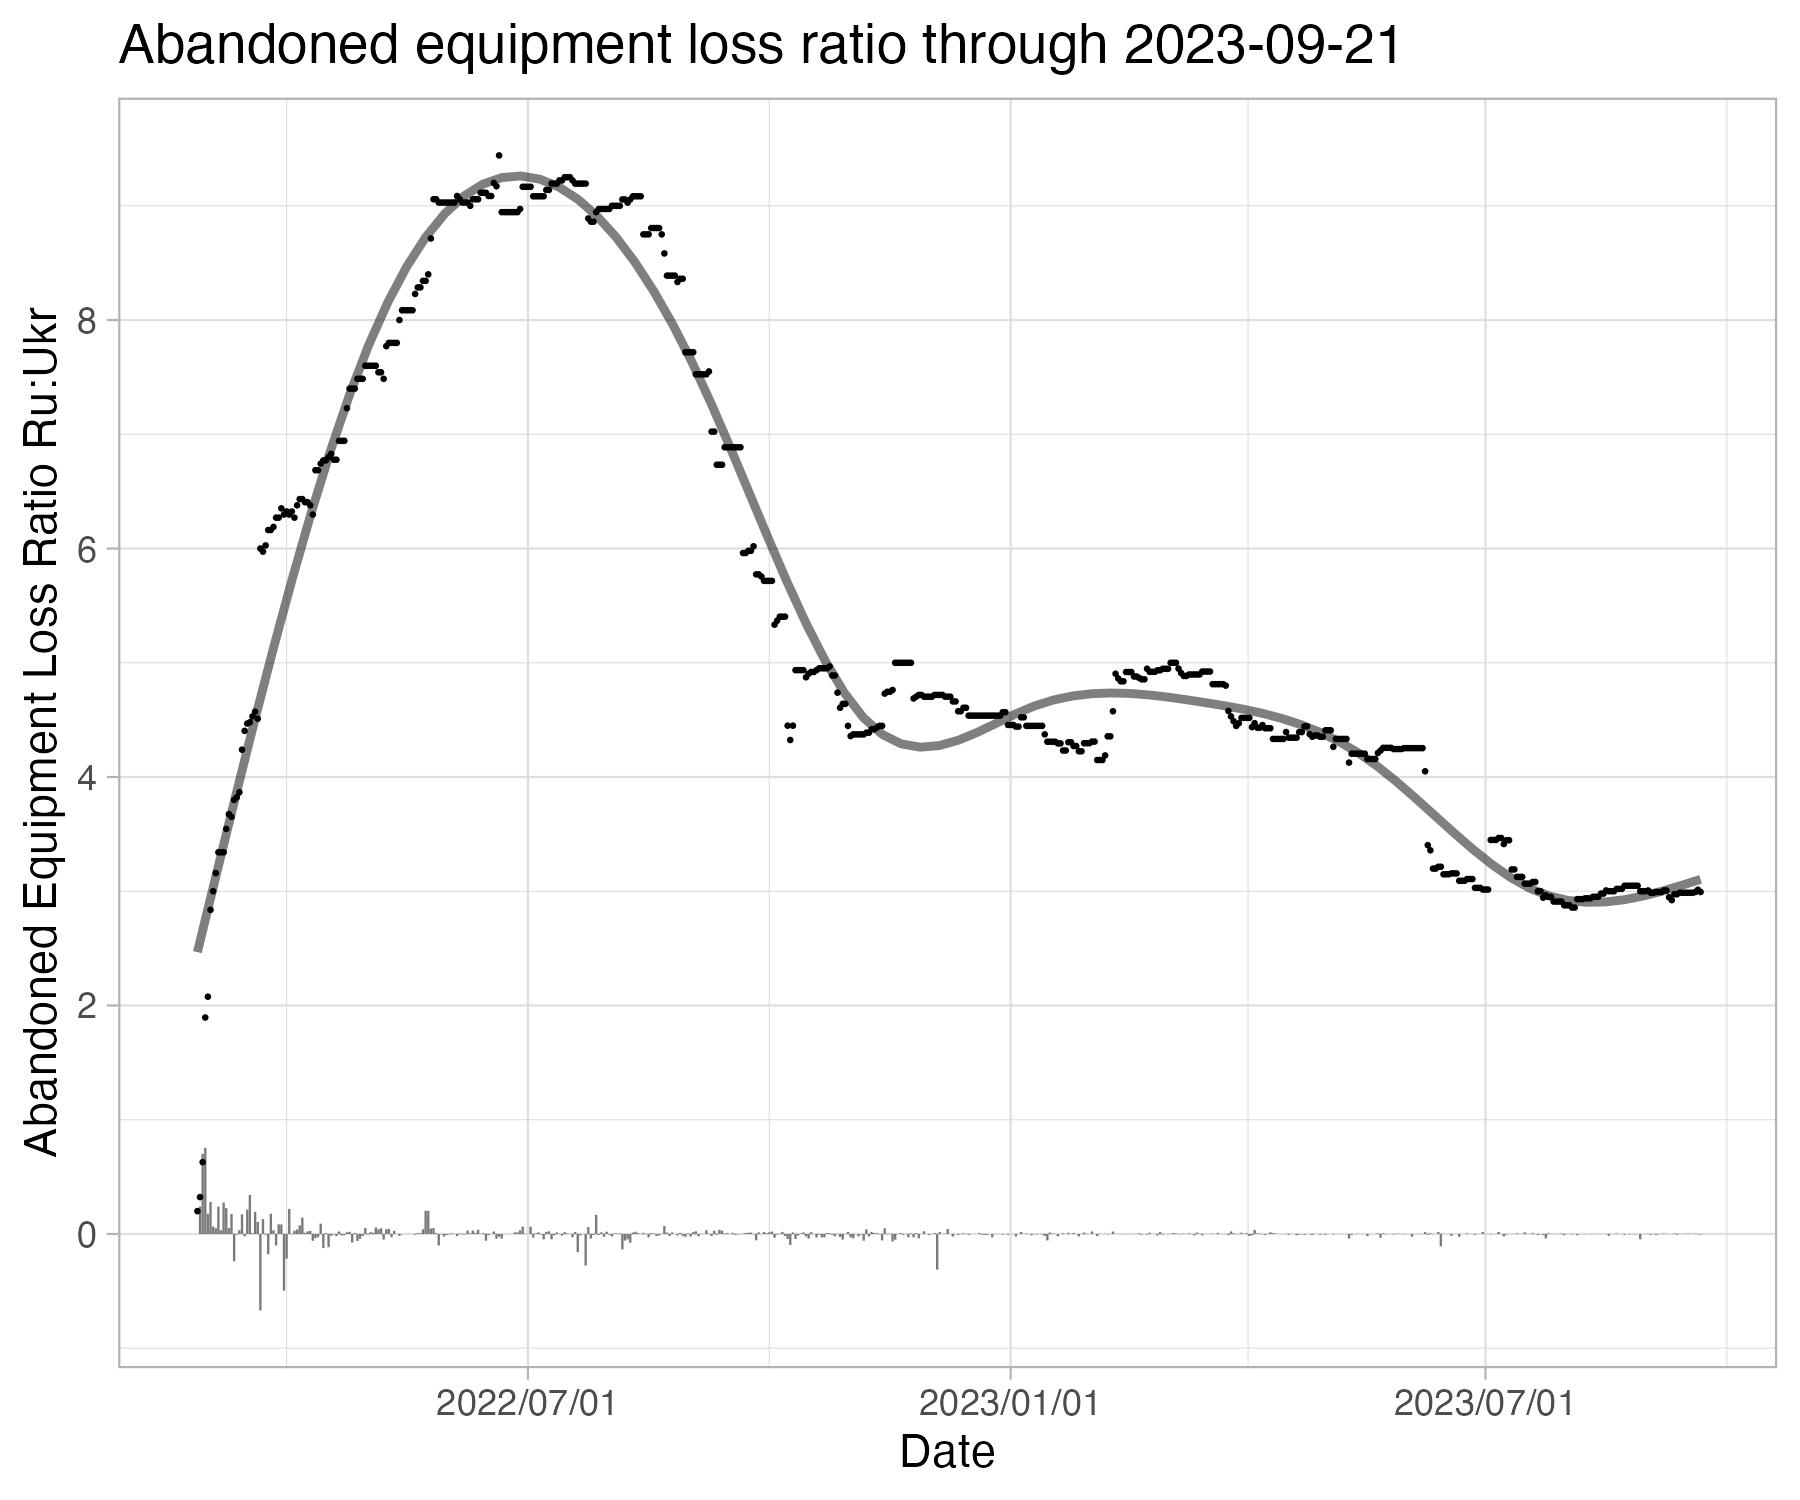 Abandoned equipment loss ratio through 2023-09-21
Abandoned Equipment Loss Ratio Ru:Ukr
8
6
4
2
0
2022/07/01
2023/01/01
2023/07/01
Date